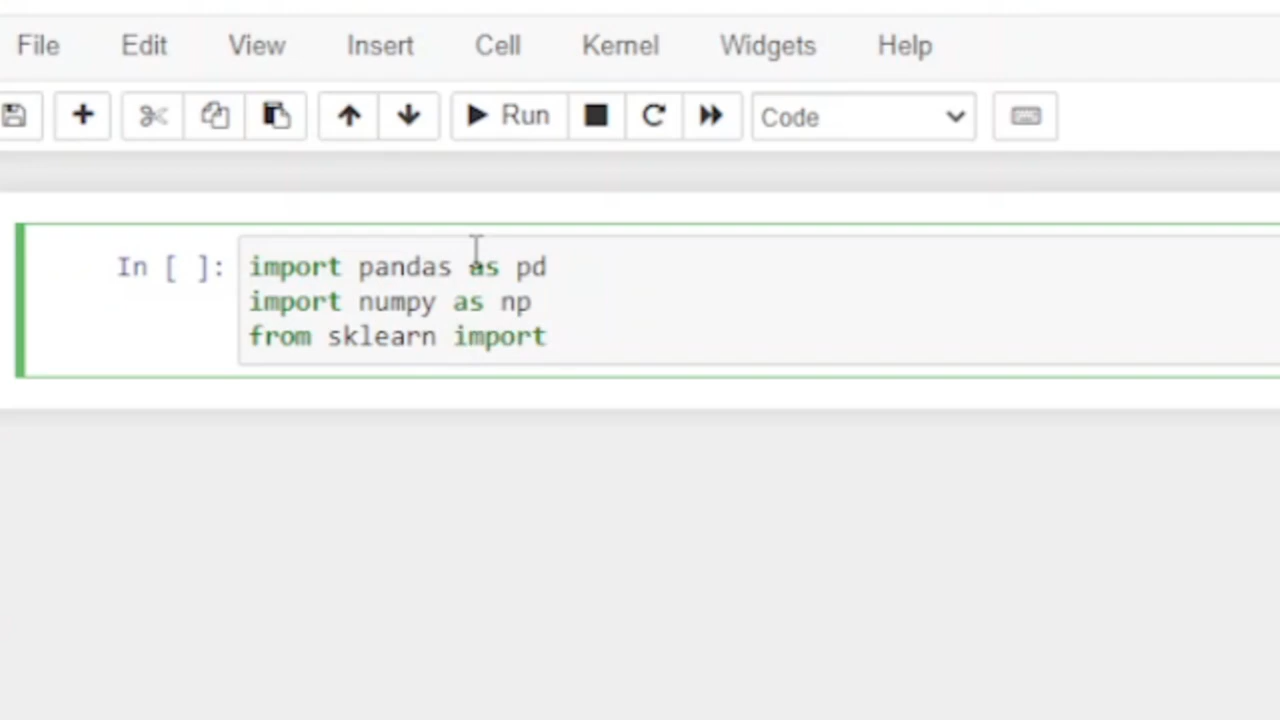 File Edit View Insert Cell Kernel Widgets Help
Run Code
In [ ]: import pandas as pd
import numpy as np
from sklearn import